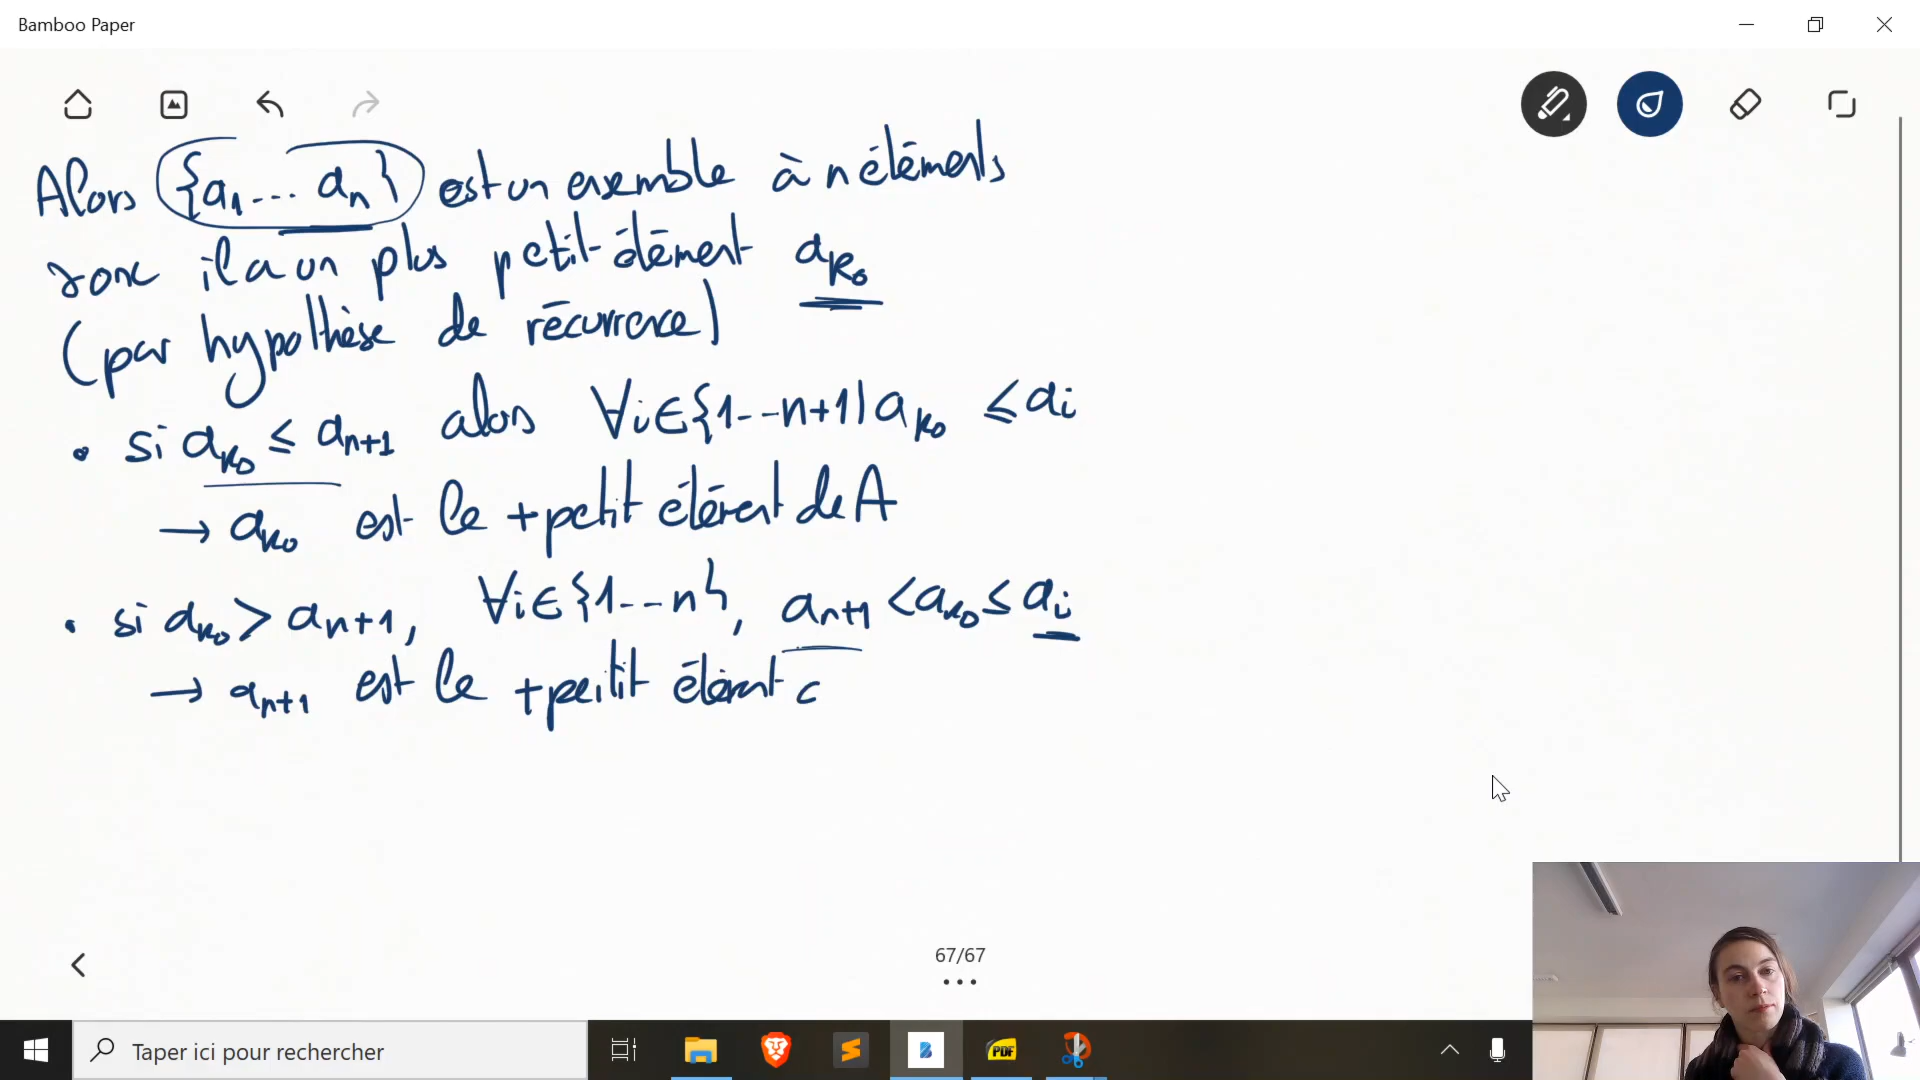 Bamboo Paper
Alors {a₁... aₙ} est un ensemble à n éléments
donc il a un plus petit élément aₖ₀
(par hypothèse de récurrence)
• si aₖ₀ ≤ aₙ₊₁ alors ∀i∈{1--n+1} aₖ₀ ≤ aᵢ
→ aₖ₀ est le + petit élément de A
• si aₖ₀ > aₙ₊₁, ∀i∈{1--n}, aₙ₊₁ < aₖ₀ ≤ aᵢ
→ aₙ₊₁ est le + petit élément c
67/67
Taper ici pour rechercher
B
PDF